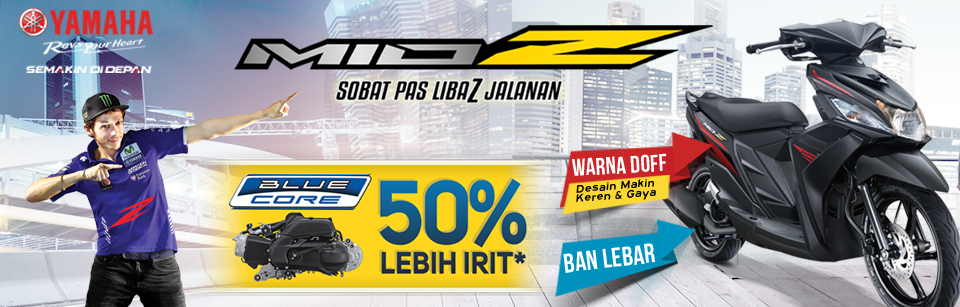 YAMAHA
Revs Your Heart
SEMAKIN DI DEPAN
MIO Z
SOBAT PAS LIBAZ JALANAN
BLUE
CORE
50%
LEBIH IRIT*
WARNA DOFF
Desain Makin
Keren & Gaya
BAN LEBAR